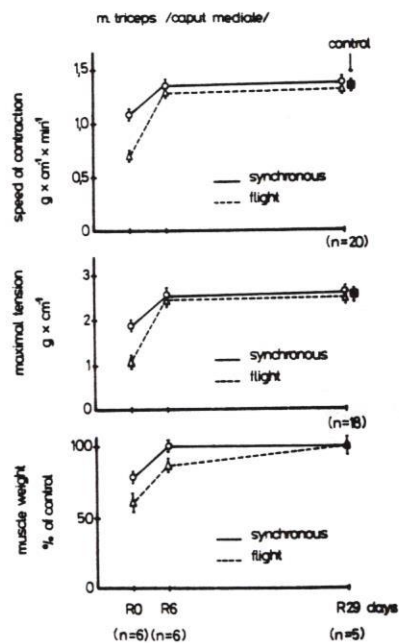 m. triceps /caput mediale/
control
speed of contraction
g × cm⁻¹ × min⁻¹
1,5
1,0
0,5
0
synchronous
flight
(n=20)
maximal tension
g × cm⁻¹
3
2
1
0
synchronous
flight
(n=18)
muscle weight
% of control
100
50
0
synchronous
flight
R0 R6 R29 days
(n=6) (n=6) (n=5)